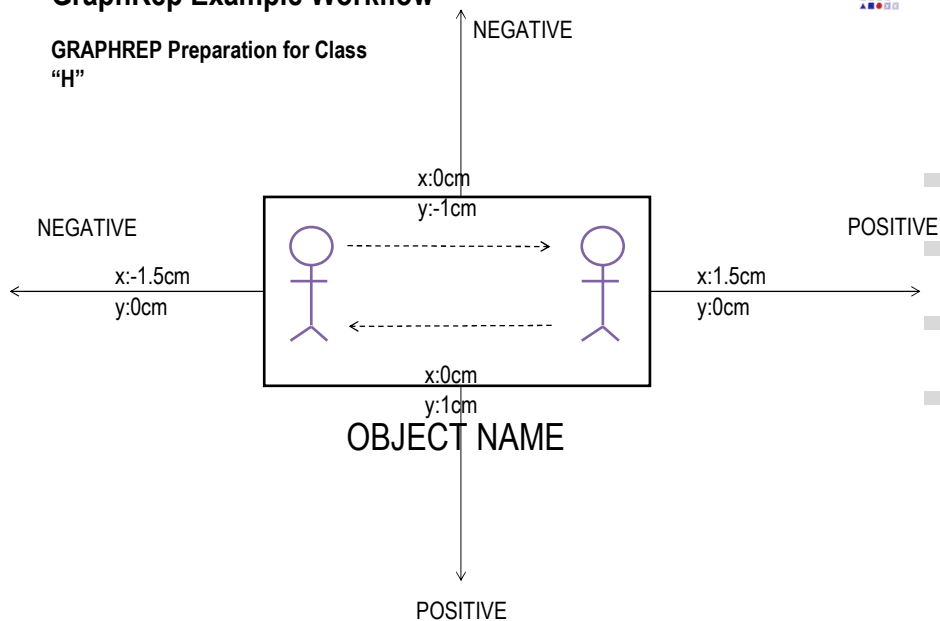 GraphRep Example Workflow
GRAPHREP Preparation for Class
“H”
NEGATIVE
x:0cm
y:-1cm
NEGATIVE
POSITIVE
x:-1.5cm
y:0cm
x:1.5cm
y:0cm
x:0cm
y:1cm
OBJECT NAME
POSITIVE